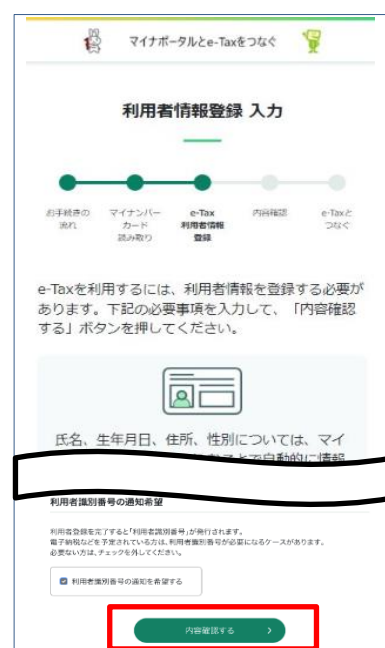 マイナポータルとe-Taxをつなぐ
利用者情報登録 入力
お手続きの
流れ
マイナンバー
カード
読み取り
e-Tax
利用者情報
登録
内容確認
e-Taxと
つなぐ
e-Taxを利用するには、利用者情報を登録する必要が
あります。下記の必要事項を入力して、「内容確認
する」ボタンを押してください。
氏名、生年月日、住所、性別については、マイ
とで自動的に情報
利用者識別番号の通知希望
利用者登録を完了すると「利用者識別番号」が発行されます。
電子納税などを予定されている方は、利用者識別番号が必要になるケースがあります。
必要ない方は、チェックを外してください。
利用者識別番号の通知を希望する
内容確認する